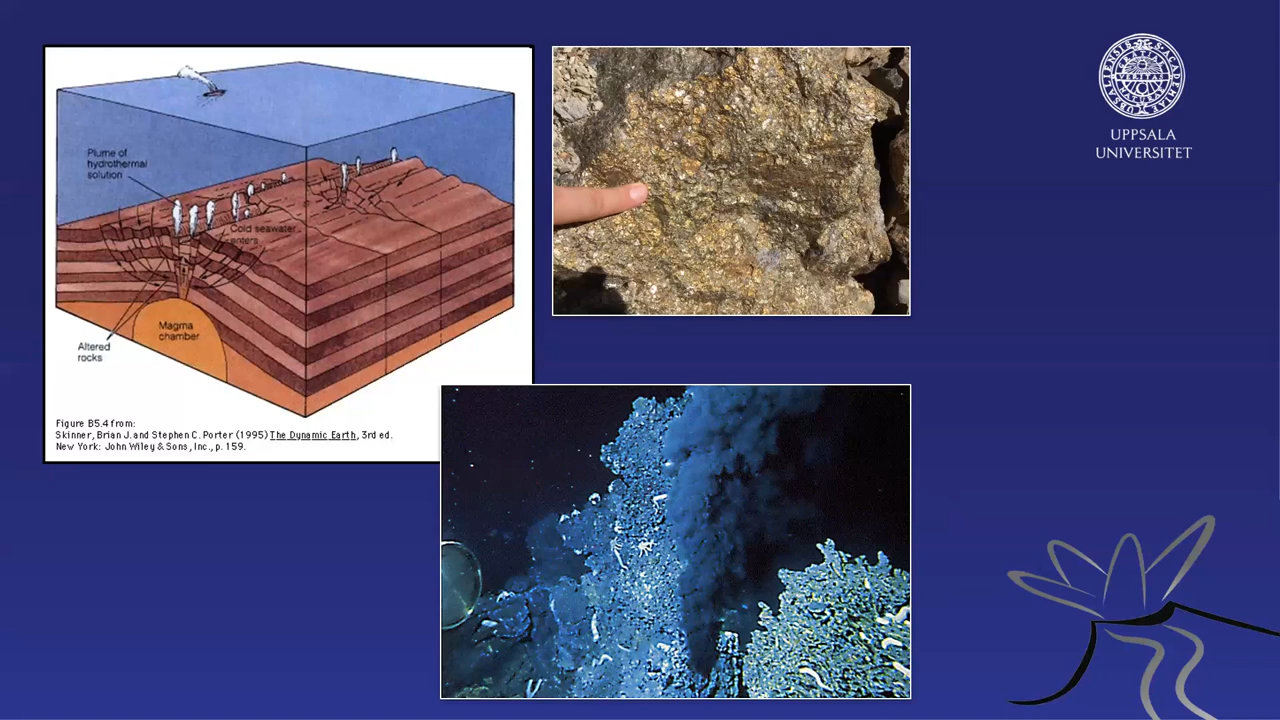 Plume of
hydrothermal
solution
Cold seawater
enters
Magma
chamber
Altered
rocks
Figure B5.4 from:
Skinner, Brian J. and Stephen C. Porter (1995) The Dynamic Earth, 3rd ed.
New York: John Wiley & Sons, Inc., p. 159.
UPPSALA
UNIVERSITET